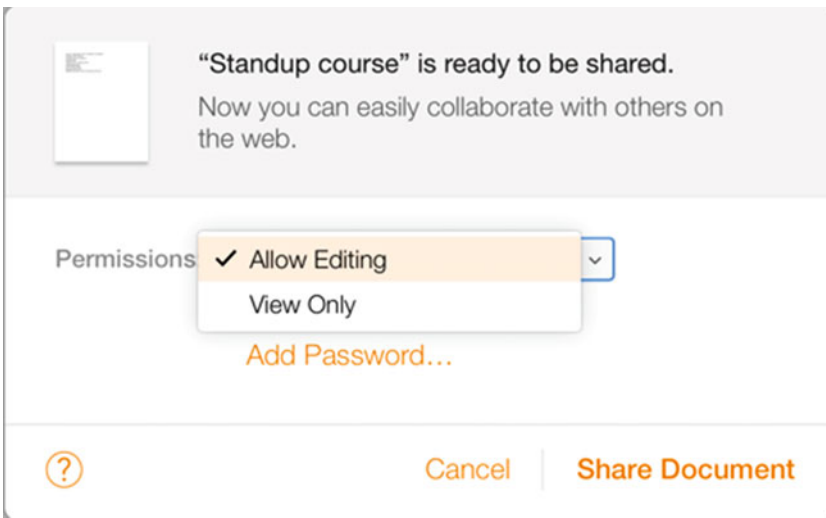 “Standup course” is ready to be shared.
Now you can easily collaborate with others on
the web.
Permissions
✓ Allow Editing
View Only
Add Password…
?
Cancel
Share Document